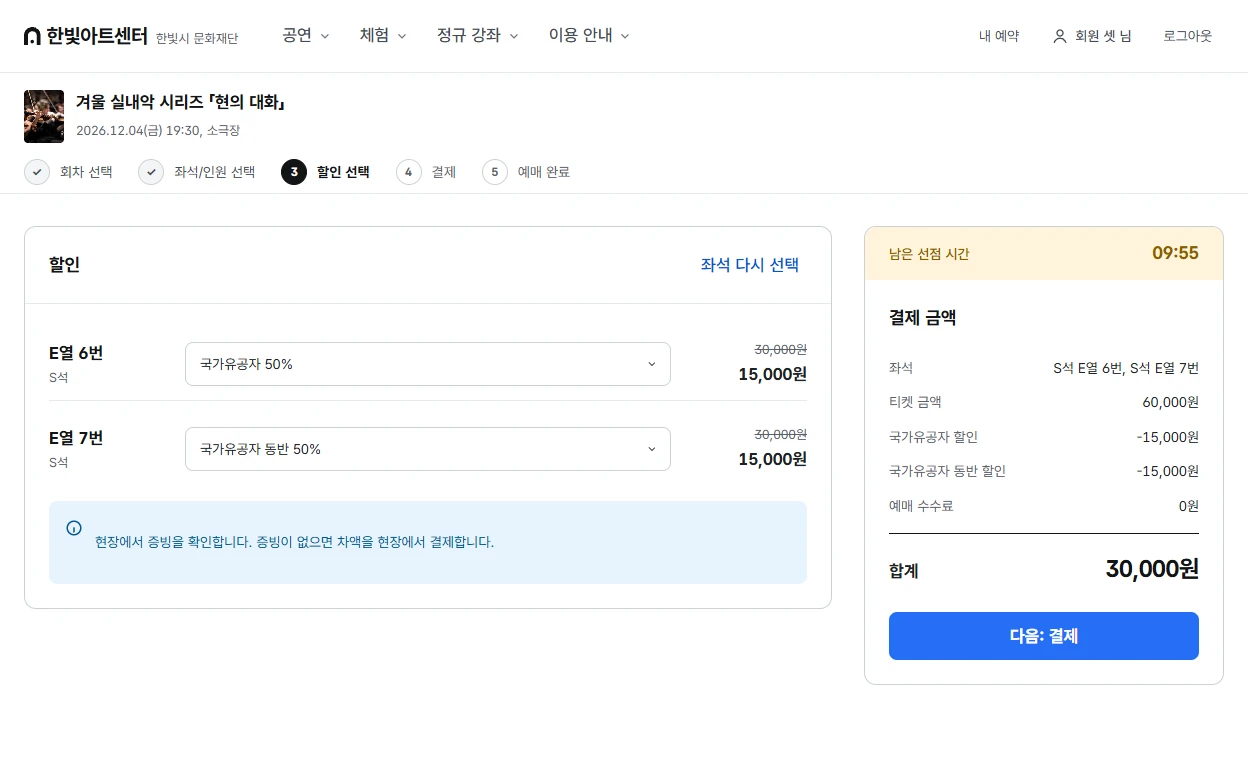 한빛아트센터 한빛시 문화재단 공연 체험 정규 강좌 이용 안내 내 예약 회원 셋 님 로그아웃
겨울 실내악 시리즈 「현의 대화」
2026.12.04(금) 19:30, 소극장
회차 선택 좌석/인원 선택 3 할인 선택 4 결제 5 예매 완료
할인 좌석 다시 선택
E열 6번
S석
국가유공자 50%
30,000원
15,000원
E열 7번
S석
국가유공자 동반 50%
30,000원
15,000원
현장에서 증빙을 확인합니다. 증빙이 없으면 차액을 현장에서 결제합니다.
남은 선점 시간 09:55
결제 금액
좌석 S석 E열 6번, S석 E열 7번
티켓 금액 60,000원
국가유공자 할인 -15,000원
국가유공자 동반 할인 -15,000원
예매 수수료 0원
합계 30,000원
다음: 결제